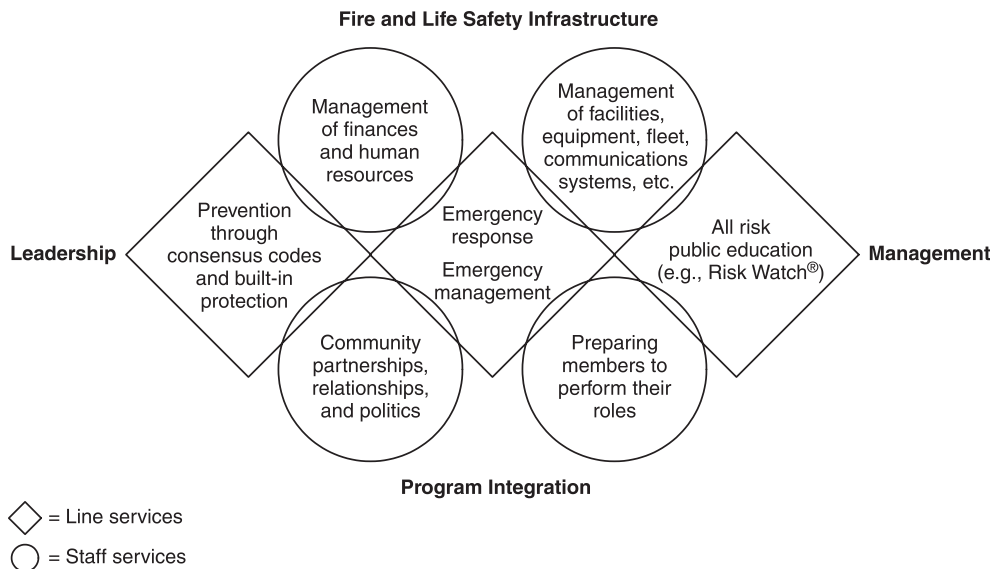 Fire and Life Safety Infrastructure
Management
of finances
and human
resources
Management
of facilities,
equipment, fleet,
communications
systems, etc.
Leadership
Prevention
through
consensus codes
and built-in
protection
Emergency
response
Emergency
management
All risk
public education
(e.g., Risk Watch®)
Management
Community
partnerships,
relationships,
and politics
Preparing
members to
perform their
roles
Program Integration
= Line services
= Staff services